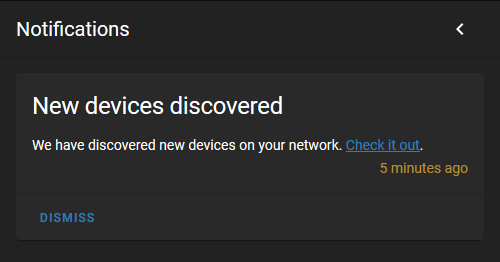 Notifications
New devices discovered
We have discovered new devices on your network. Check it out.
5 minutes ago
DISMISS